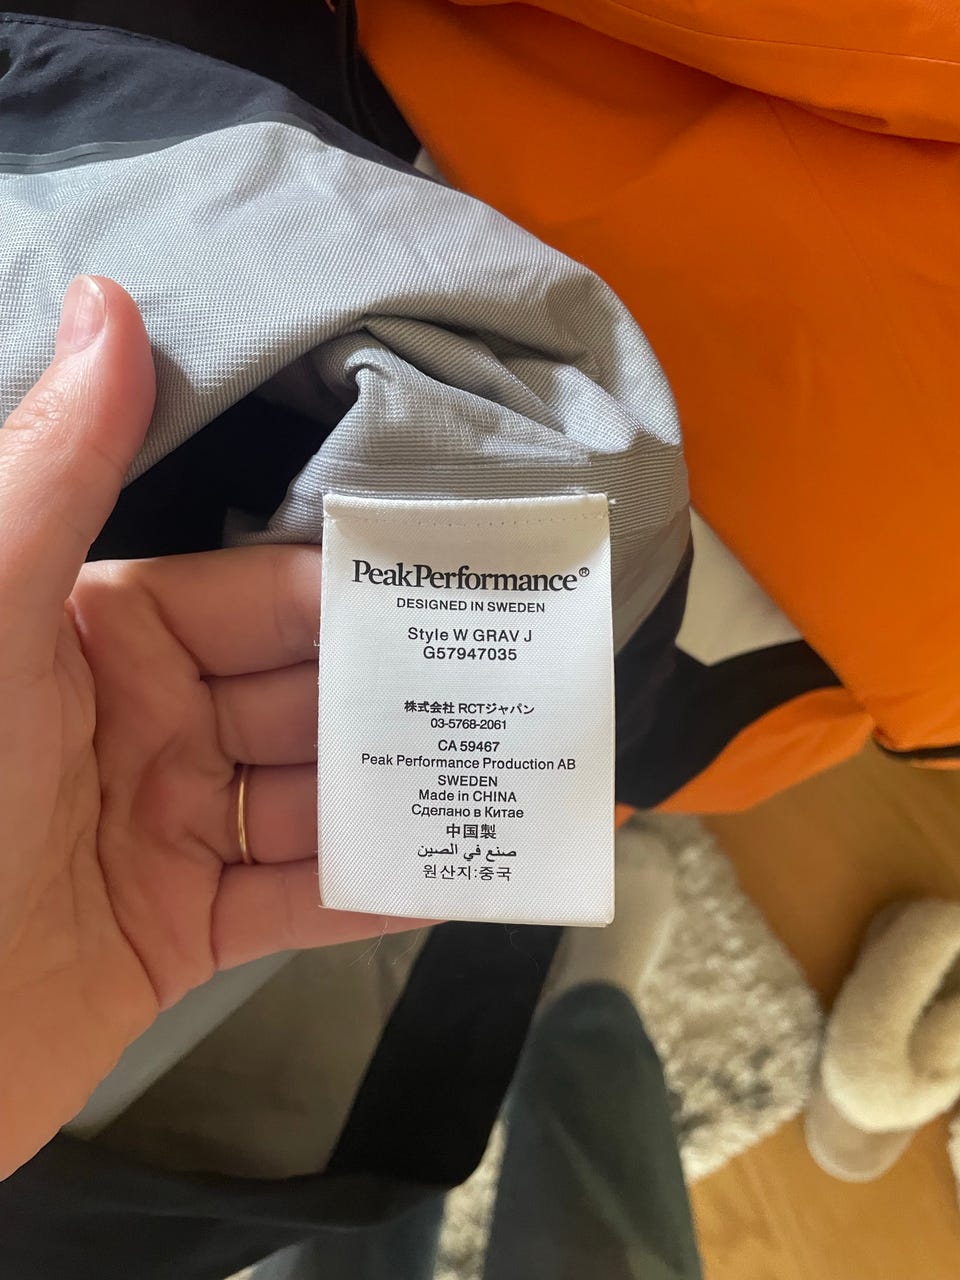 PeakPerformance®
DESIGNED IN SWEDEN
Style W GRAV J
G57947035
株式会社 RCTジャパン
03-5768-2061
CA 59467
Peak Performance Production AB
SWEDEN
Made in CHINA
Сделано в Китае
中国製
صنع في الصين
원산지:중국